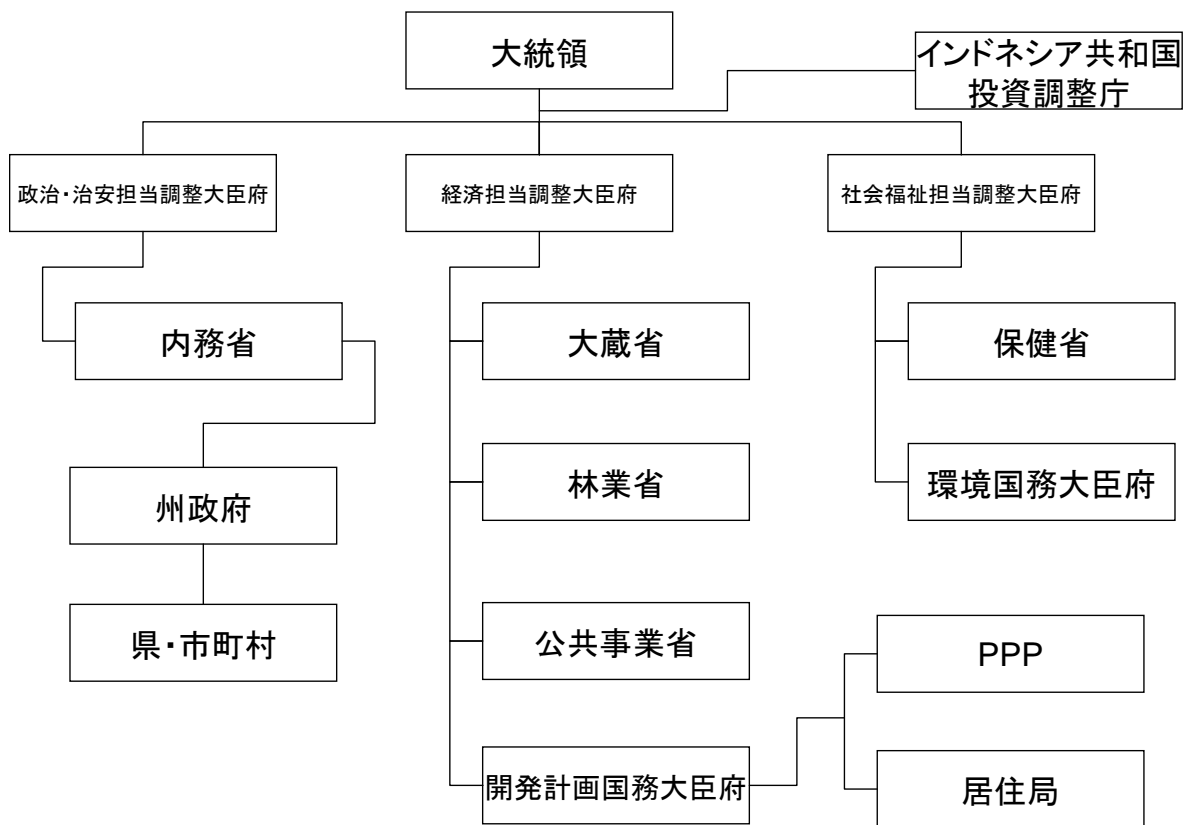 大統領
インドネシア共和国
投資調整庁
政治・治安担当調整大臣府
経済担当調整大臣府
社会福祉担当調整大臣府
内務省
大蔵省
保健省
州政府
林業省
環境国務大臣府
県・市町村
公共事業省
PPP
開発計画国務大臣府
居住局